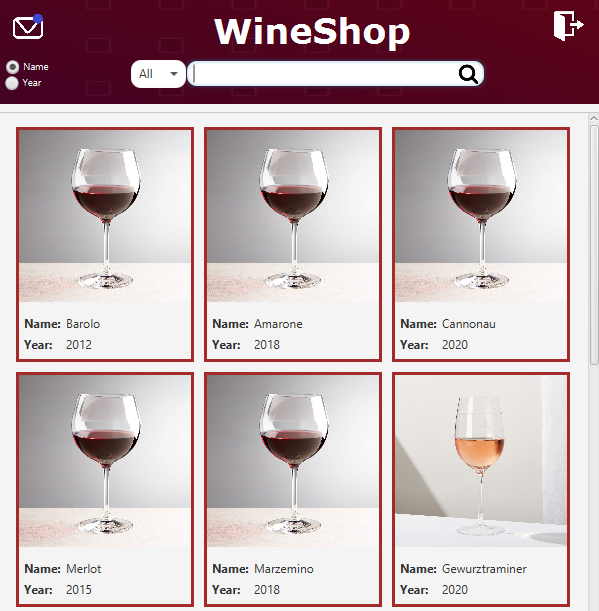 WineShop
Name
Year
All
Name: Barolo
Year: 2012
Name: Amarone
Year: 2018
Name: Cannonau
Year: 2020
Name: Merlot
Year: 2015
Name: Marzemino
Year: 2018
Name: Gewurztraminer
Year: 2020